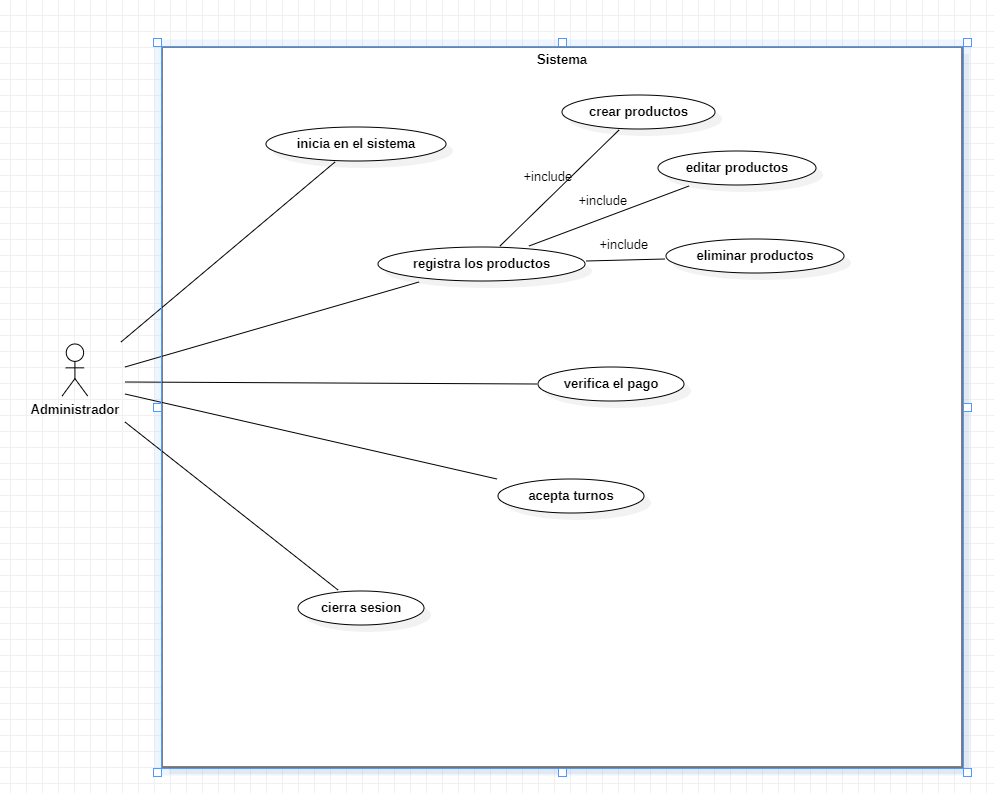 Sistema
crear productos
inicia en el sistema
editar productos
+include
+include
+include
eliminar productos
registra los productos
verifica el pago
Administrador
acepta turnos
cierra sesion